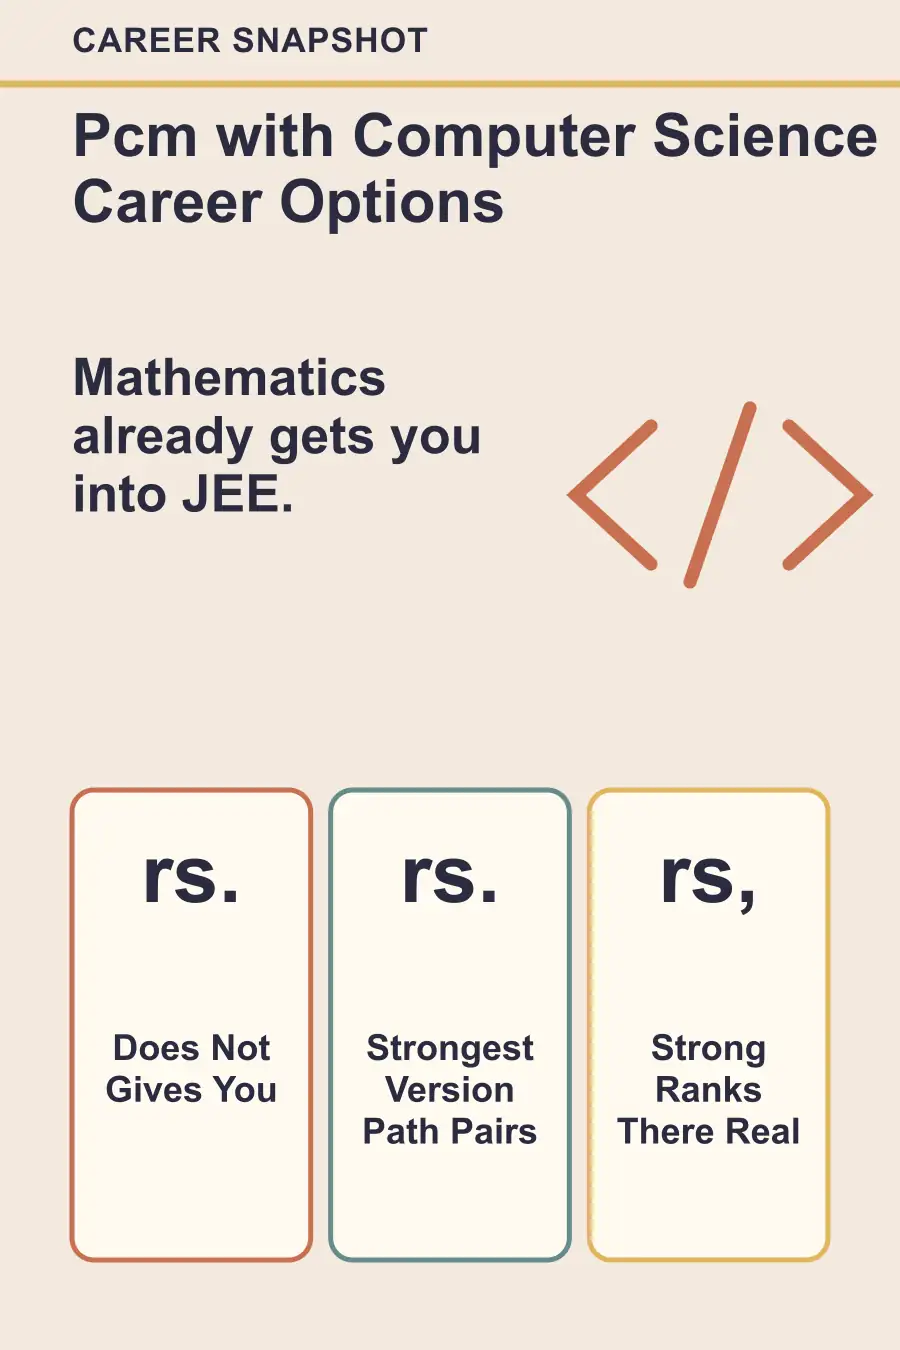 CAREER SNAPSHOT
Pcm with Computer Science
Career Options
Mathematics
already gets you
into JEE.
rs.
Does Not
Gives You
rs.
Strongest
Version
Path Pairs
rs,
Strong
Ranks
There Real